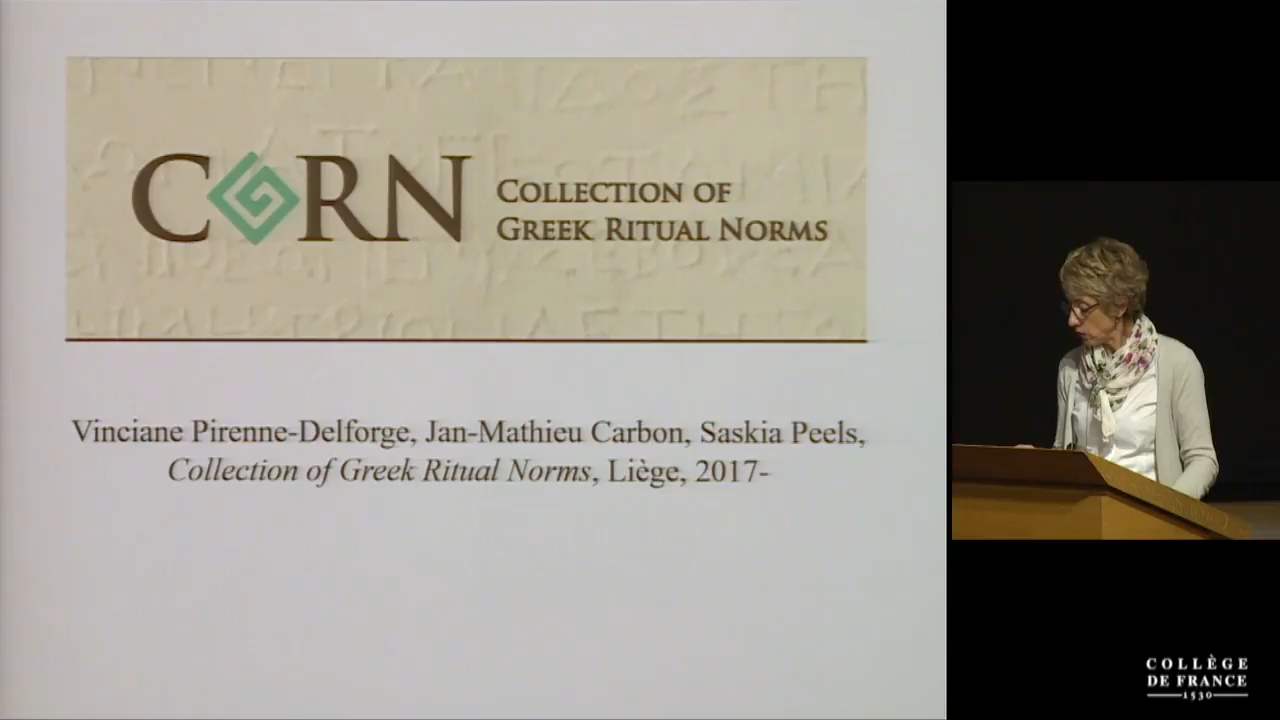 CGRN
COLLECTION OF
GREEK RITUAL NORMS
Vinciane Pirenne-Delforge, Jan-Mathieu Carbon, Saskia Peels,
Collection of Greek Ritual Norms, Liège, 2017-
COLLÈGE
DE FRANCE
1530